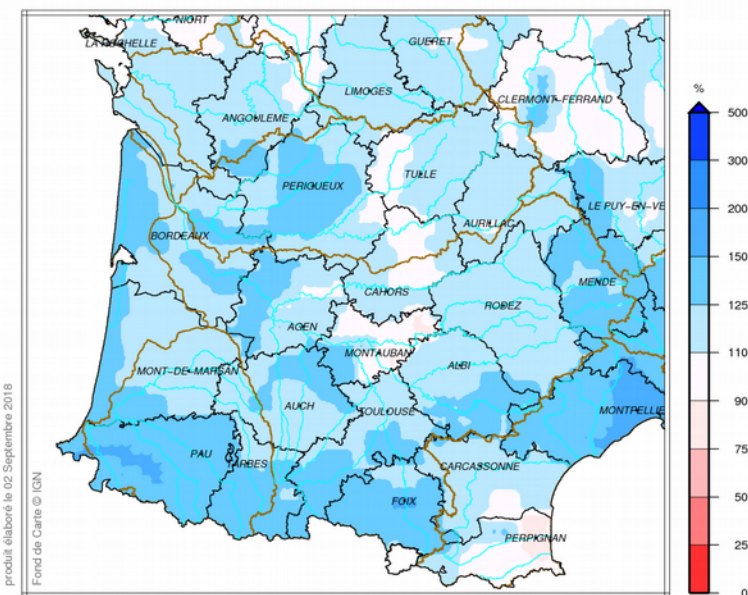 NIORT
LA ROCHELLE
GUERET
LIMOGES
CLERMONT-FERRAND
ANGOULEME
TULLE
PERIGUEUX
LE PUY-EN-VE
AURILLAC
BORDEAUX
MENDE
CAHORS
RODEZ
AGEN
MONTAUBAN
ALBI
MONT-DE-MARSAN
AUCH
TOULOUSE
MONTPELLIE
PAU
TARBES
CARCASSONNE
FOIX
PERPIGNAN
%
500
300
200
150
125
110
90
75
50
25
0
produit élaboré le 02 Septembre 2018
Fond de Carte © IGN